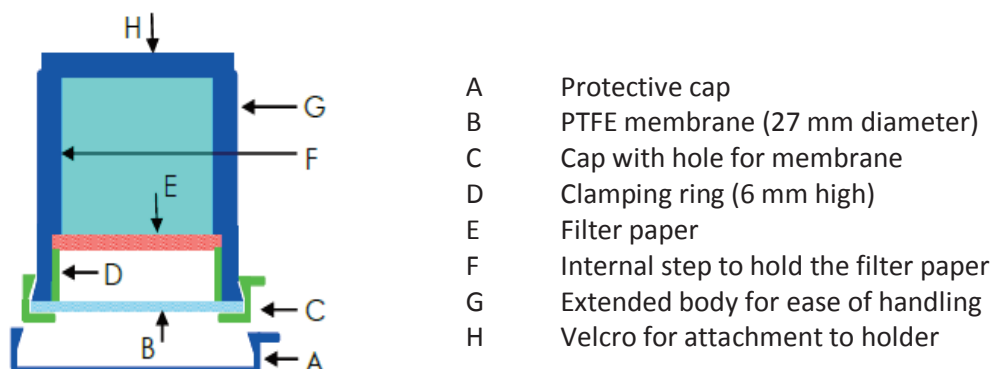 H
G
F
E
D
C
B
A
A Protective cap
B PTFE membrane (27 mm diameter)
C Cap with hole for membrane
D Clamping ring (6 mm high)
E Filter paper
F Internal step to hold the filter paper
G Extended body for ease of handling
H Velcro for attachment to holder